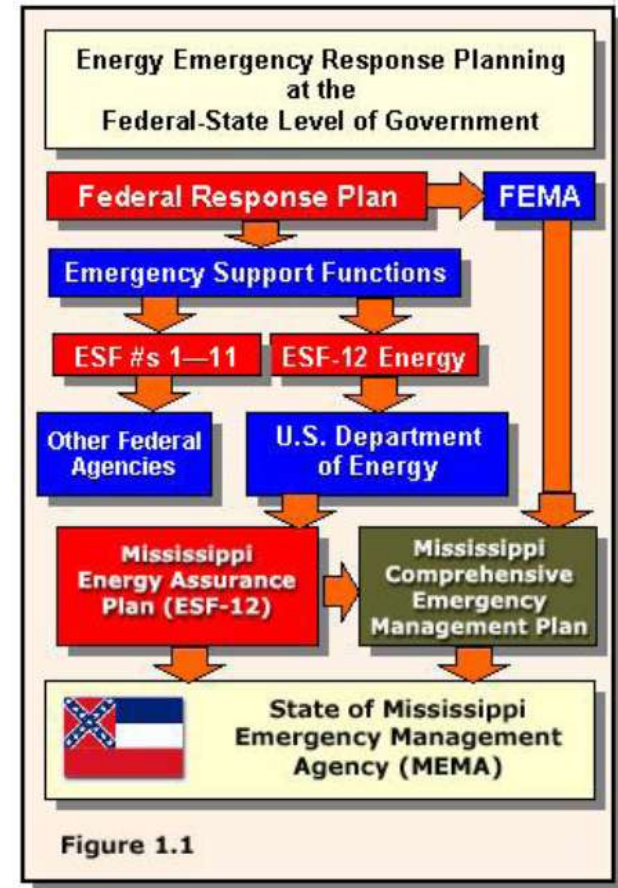 Energy Emergency Response Planning
at the
Federal-State Level of Government
Federal Response Plan
FEMA
Emergency Support Functions
ESF #s 1—11
ESF-12 Energy
Other Federal
Agencies
U.S. Department
of Energy
Mississippi
Energy Assurance
Plan (ESF-12)
Mississippi
Comprehensive
Emergency
Management Plan
State of Mississippi
Emergency Management
Agency (MEMA)
Figure 1.1